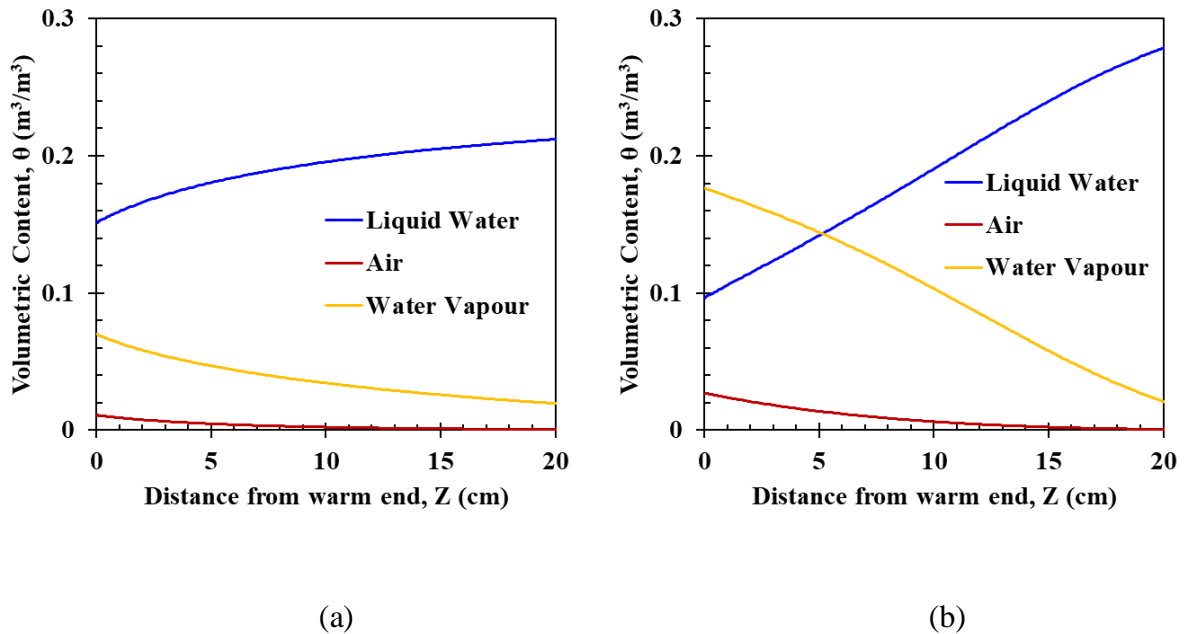 Volumetric Content, θ (m³/m³)
0.3
0.2
0.1
0
Liquid Water
Air
Water Vapour
0 5 10 15 20
Distance from warm end, Z (cm)
(a)
Volumetric Content, θ (m³/m³)
0.3
0.2
0.1
0
Liquid Water
Air
Water Vapour
0 5 10 15 20
Distance from warm end, Z (cm)
(b)